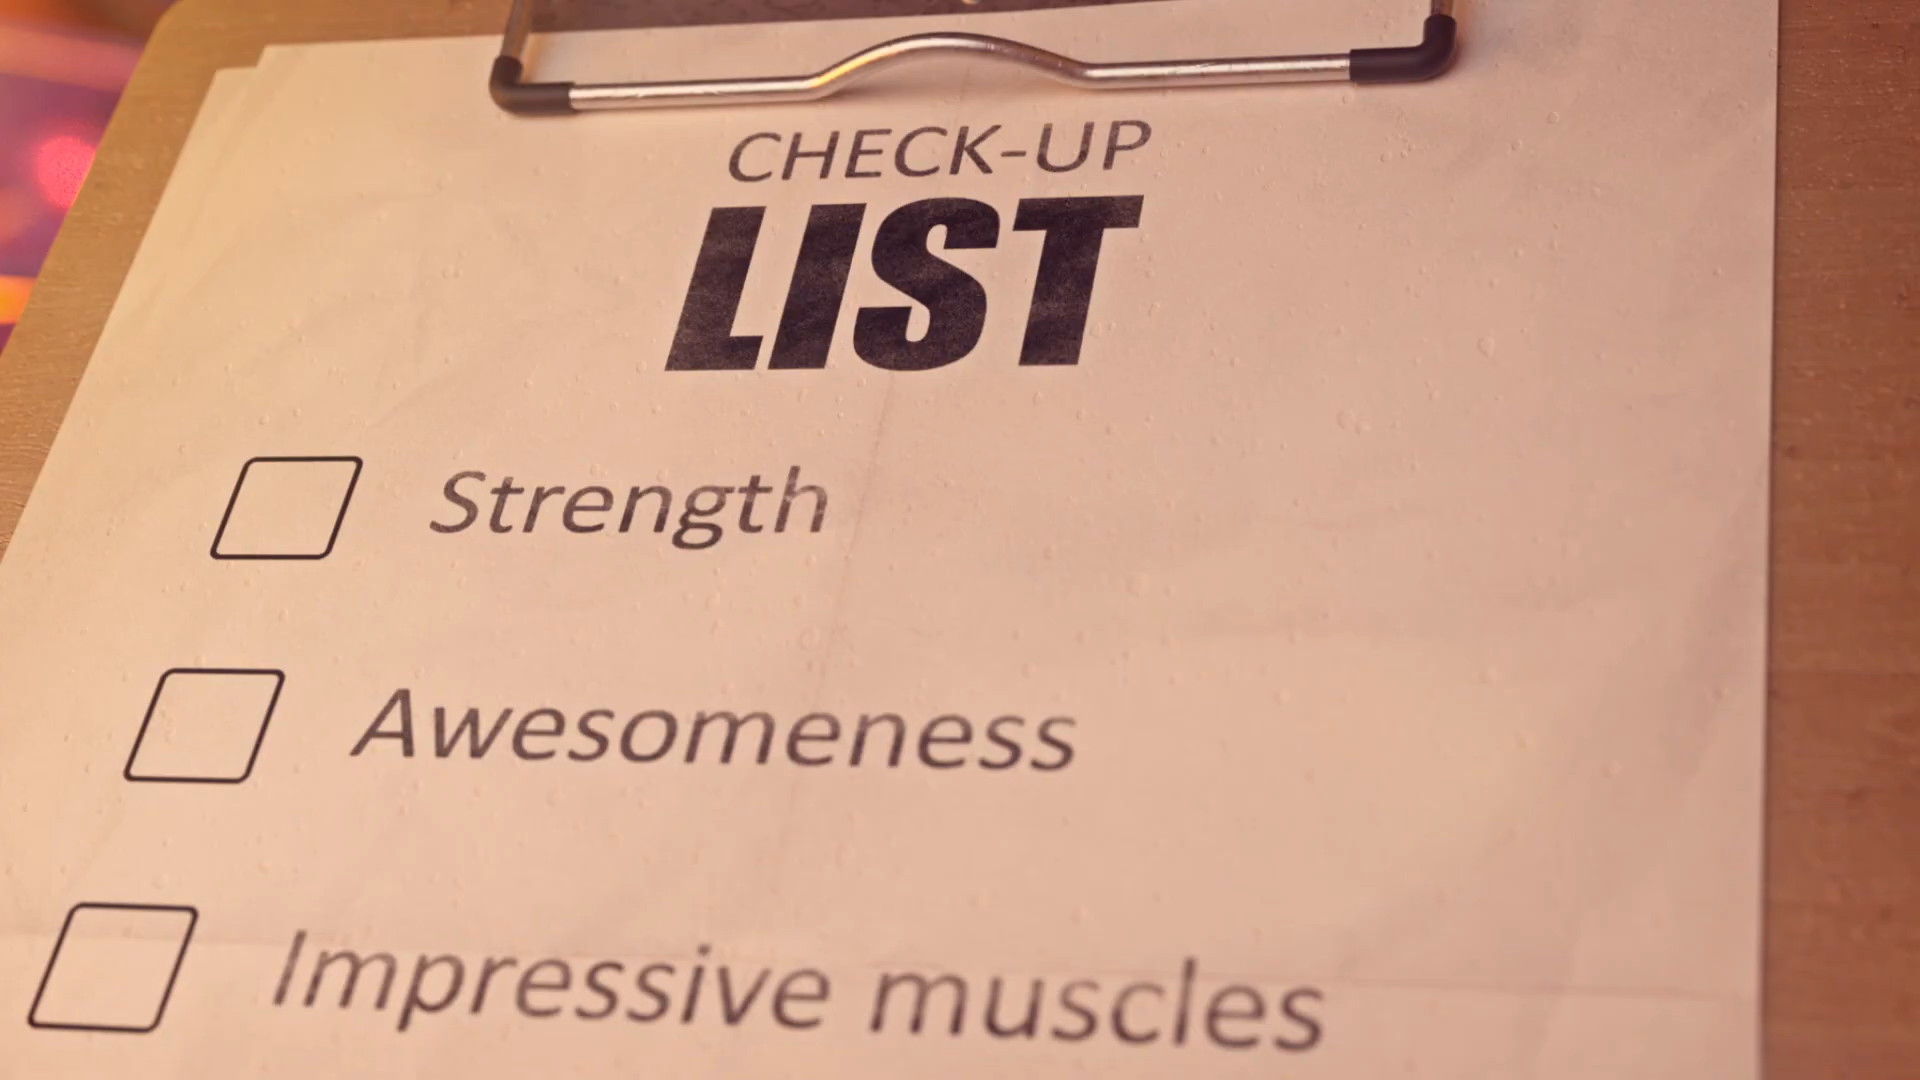 CHECK-UP
LIST
Strength
Awesomeness
Impressive muscles